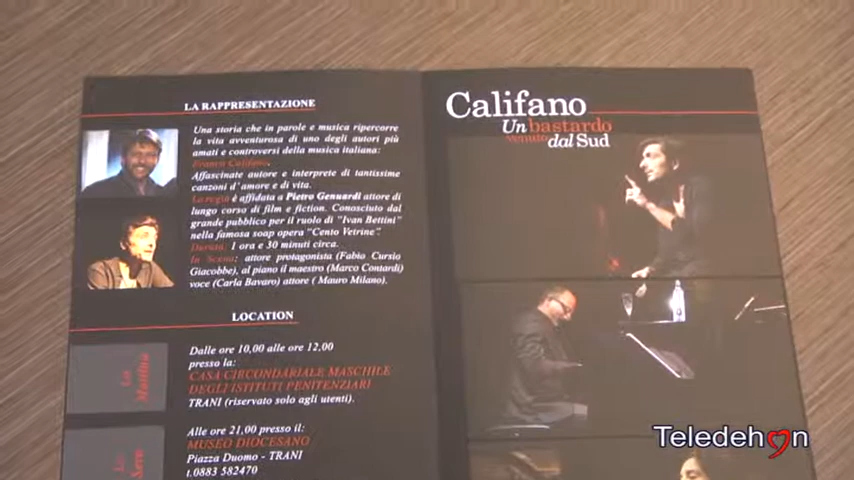 LA RAPPRESENTAZIONE
Una storia che in parole e musica ripercorre
la vita avventurosa di uno degli autori più
amati e controversi della musica italiana:
Franco Califano.
Affascinate autore e interprete di tantissime
canzoni d'amore e di vita.
La regia è affidata a Pietro Genuardi attore di
lungo corso di film e fiction. Conosciuto dal
grande pubblico per il ruolo di "Ivan Bettini"
nella famosa soap opera "Cento Vetrine".
Durata: 1 ora e 30 minuti circa.
In Scena: attore protagonista (Fabio Cursio
Giacobbe), al piano il maestro (Marco Contardi)
voce (Carla Bavaro) attore ( Mauro Milano).
LOCATION
La
Mattina
Dalle ore 10,00 alle ore 12,00
presso la:
CASA CIRCONDARIALE MASCHILE
DEGLI ISTITUTI PENITENZIARI
TRANI (riservato solo agli utenti).
La
Sera
Alle ore 21,00 presso il:
MUSEO DIOCESANO
Piazza Duomo - TRANI
t.0883 582470
Califano
Un bastardo
venuto dal Sud
Teledehon